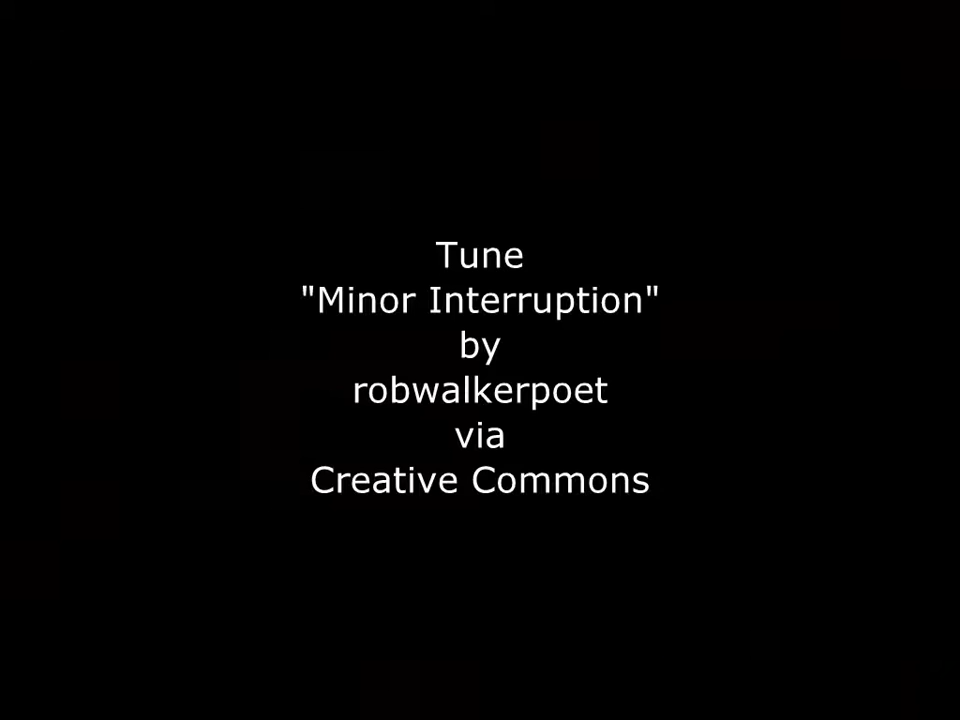 Tune
"Minor Interruption"
by
robwalkerpoet
via
Creative Commons